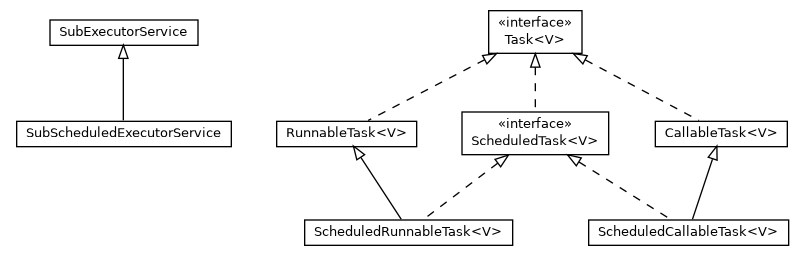 SubExecutorService
«interface»
Task<V>
SubScheduledExecutorService
RunnableTask<V>
«interface»
ScheduledTask<V>
CallableTask<V>
ScheduledRunnableTask<V>
ScheduledCallableTask<V>